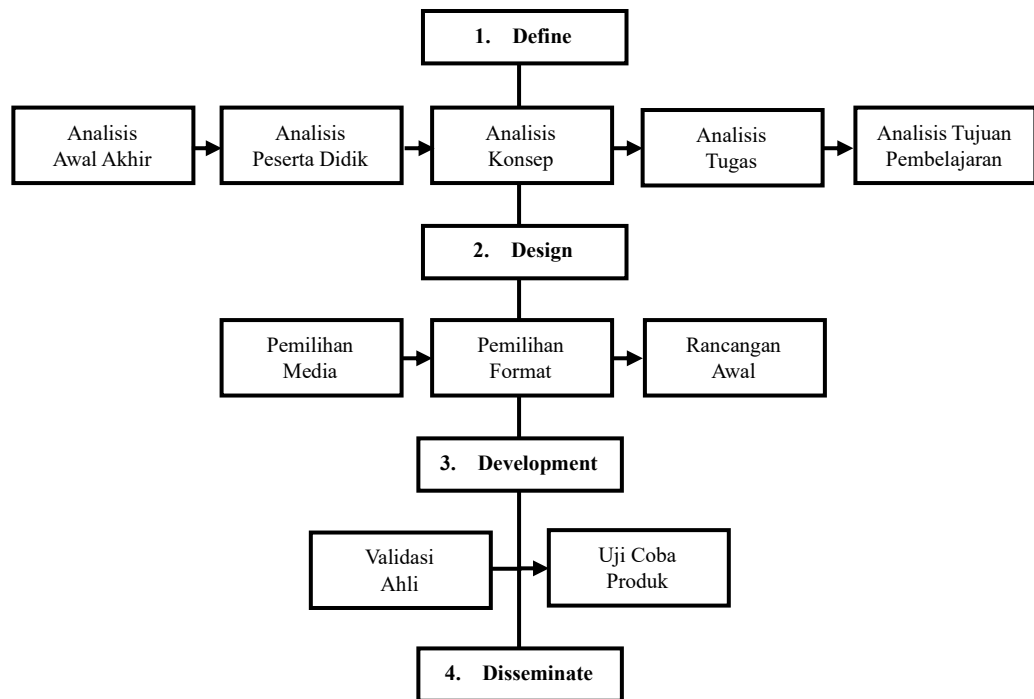 1. Define
Analisis
Awal Akhir
Analisis
Peserta Didik
Analisis
Konsep
Analisis
Tugas
Analisis Tujuan
Pembelajaran
2. Design
Pemilihan
Media
Pemilihan
Format
Rancangan
Awal
3. Development
Validasi
Ahli
Uji Coba
Produk
4. Disseminate